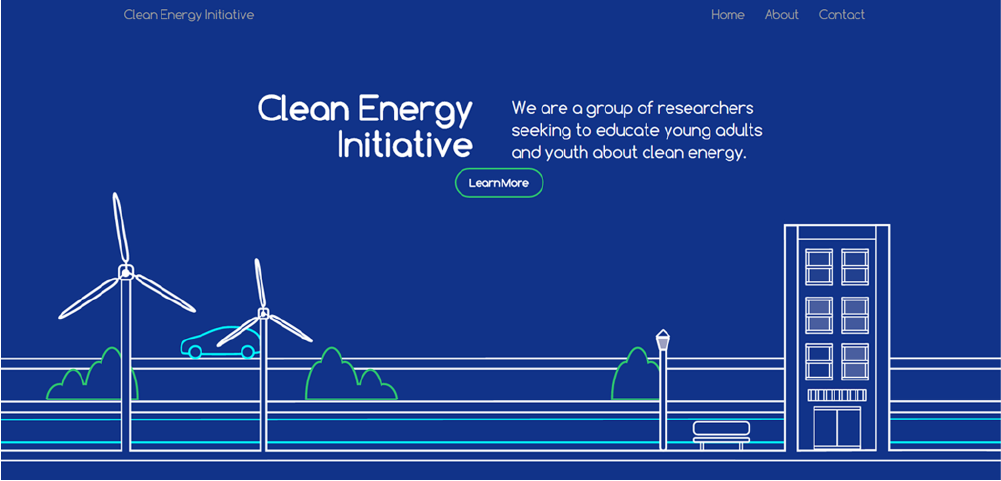 Clean Energy Initiative
Home About Contact
Clean Energy
Initiative
We are a group of researchers
seeking to educate young adults
and youth about clean energy.
Learn More